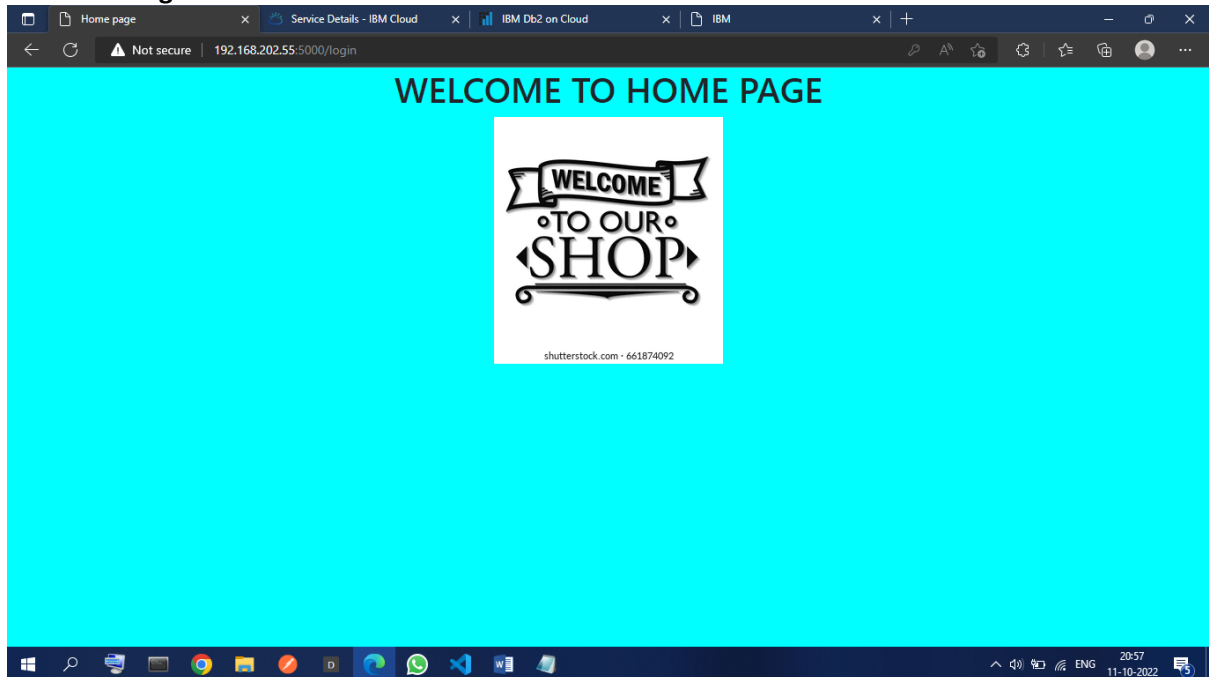 Home page
Service Details - IBM Cloud
IBM Db2 on Cloud
IBM
Not secure
192.168.202.55:5000/login
WELCOME TO HOME PAGE
WELCOME
TO OUR
SHOP
shutterstock.com · 661874092
D
W
ENG
20:57
11-10-2022
5